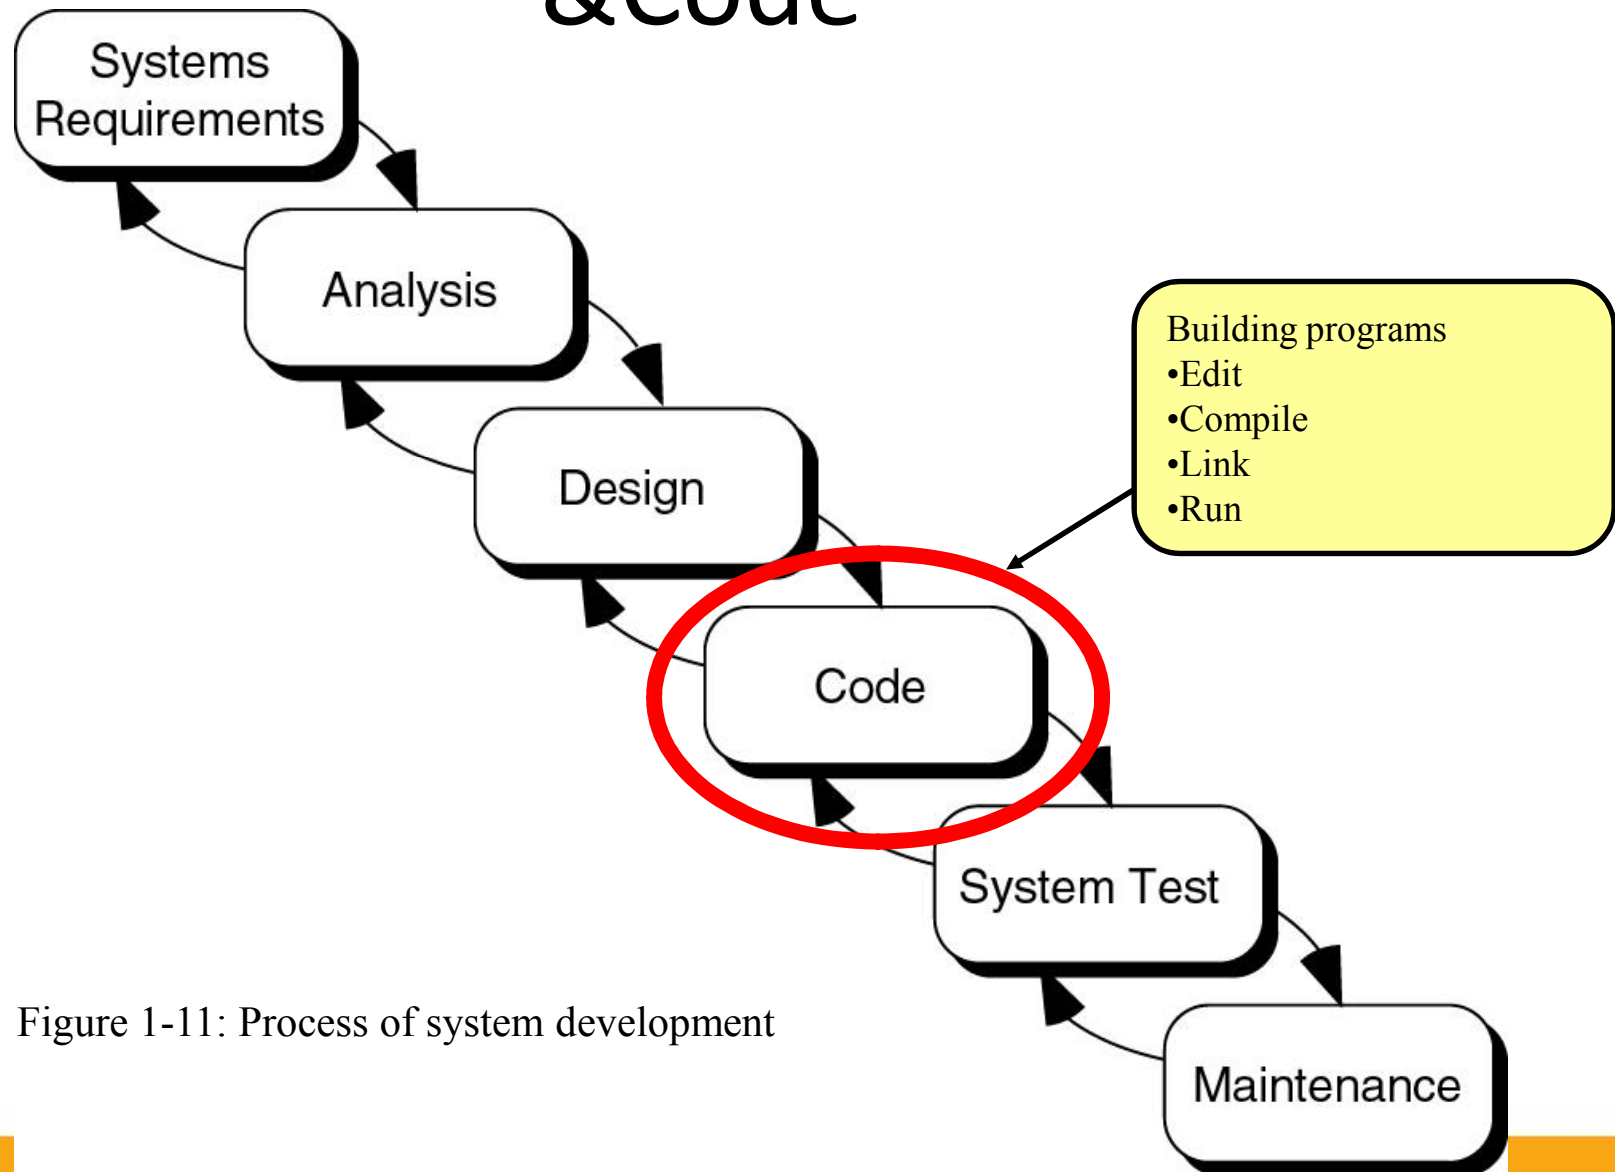 &Code
Systems
Requirements
Analysis
Building programs
•Edit
•Compile
•Link
•Run
Design
Code
System Test
Figure 1-11: Process of system development
Maintenance